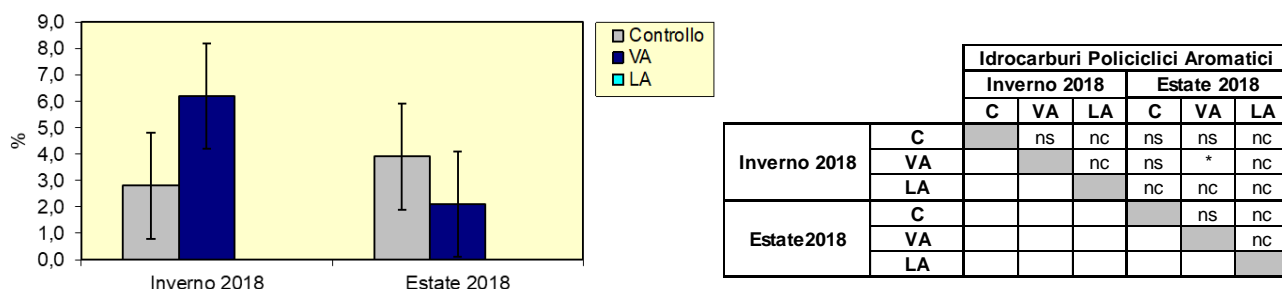 9,0
8,0
7,0
6,0
5,0
4,0
3,0
2,0
1,0
0,0
%
Inverno 2018 Estate 2018
Controllo
VA
LA
Idrocarburi Policiclici Aromatici
Inverno 2018 Estate 2018
C VA LA C VA LA
Inverno 2018 C ns nc ns ns nc
VA nc ns * nc
LA nc nc nc
Estate2018 C ns nc
VA nc
LA